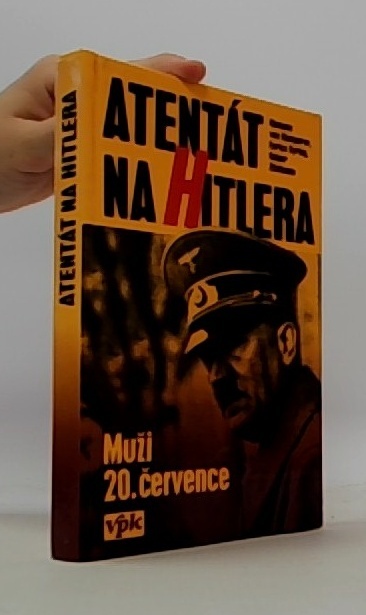 ATENTÁT NA HITLERA
ATENTÁT
NA HITLERA
Muži
20. července
vpk